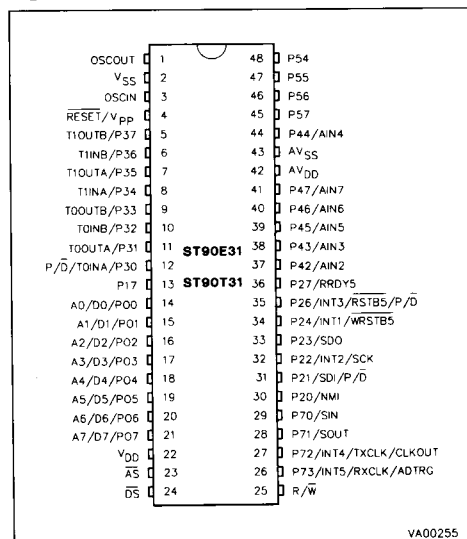 OSCOUT 1 48 P54
VSS 2 47 P55
OSCIN 3 46 P56
R̅E̅S̅E̅T̅/VPP 4 45 P57
T1OUTB/P37 5 44 P44/AIN4
T1INB/P36 6 43 AVSS
T1OUTA/P35 7 42 AVDD
T1INA/P34 8 41 P47/AIN7
T0OUTB/P33 9 40 P46/AIN6
T0INB/P32 10 39 P45/AIN5
T0OUTA/P31 11 ST90E31 38 P43/AIN3
P/D̅/T0INA/P30 12 37 P42/AIN2
P17 13 ST90T31 36 P27/RRDY5
A0/D0/P00 14 35 P26/INT3/R̅S̅T̅B̅5̅/P/D̅
A1/D1/P01 15 34 P24/INT1/W̅R̅S̅T̅B̅5̅
A2/D2/P02 16 33 P23/SDO
A3/D3/P03 17 32 P22/INT2/SCK
A4/D4/P04 18 31 P21/SDI/P/D̅
A5/D5/P05 19 30 P20/NMI
A6/D6/P06 20 29 P70/SIN
A7/D7/P07 21 28 P71/SOUT
VDD 22 27 P72/INT4/TXCLK/CLKOUT
A̅S̅ 23 26 P73/INT5/RXCLK/ADTRG
D̅S̅ 24 25 R/W̅
VA00255